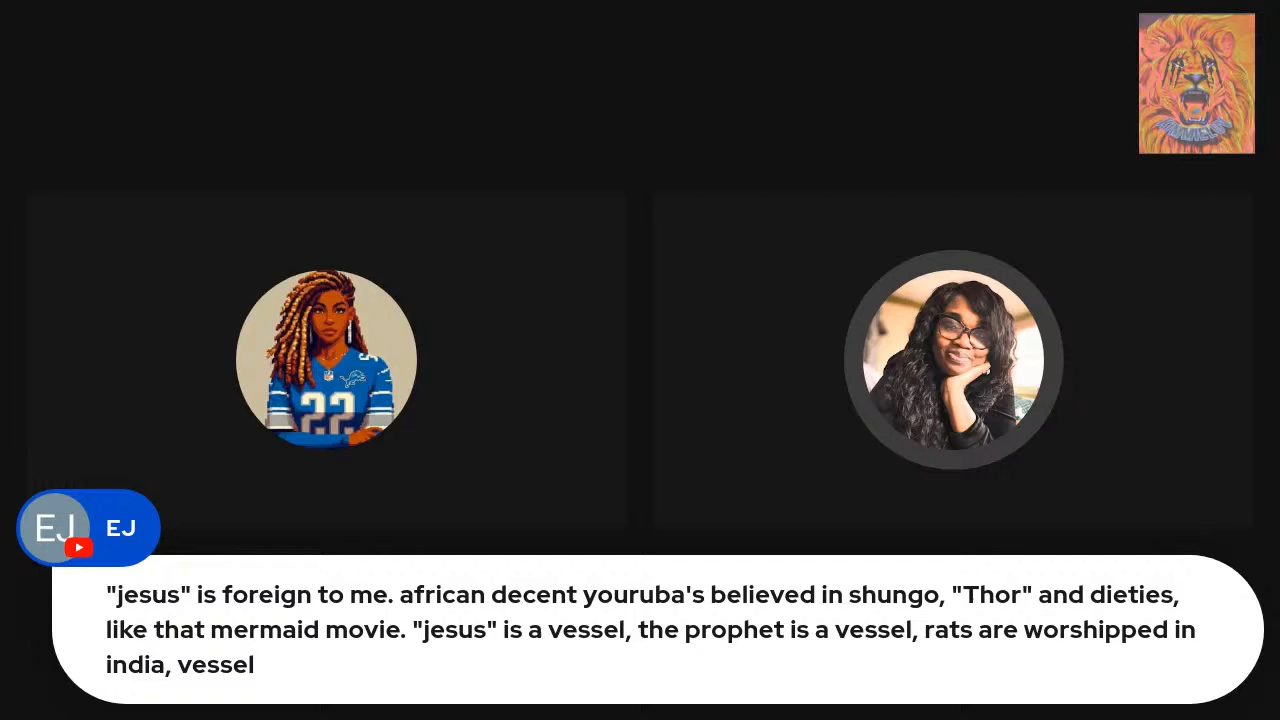 22
EJ
EJ
"jesus" is foreign to me. african decent youruba's believed in shungo, "Thor" and dieties,
like that mermaid movie. "jesus" is a vessel, the prophet is a vessel, rats are worshipped in
india, vessel